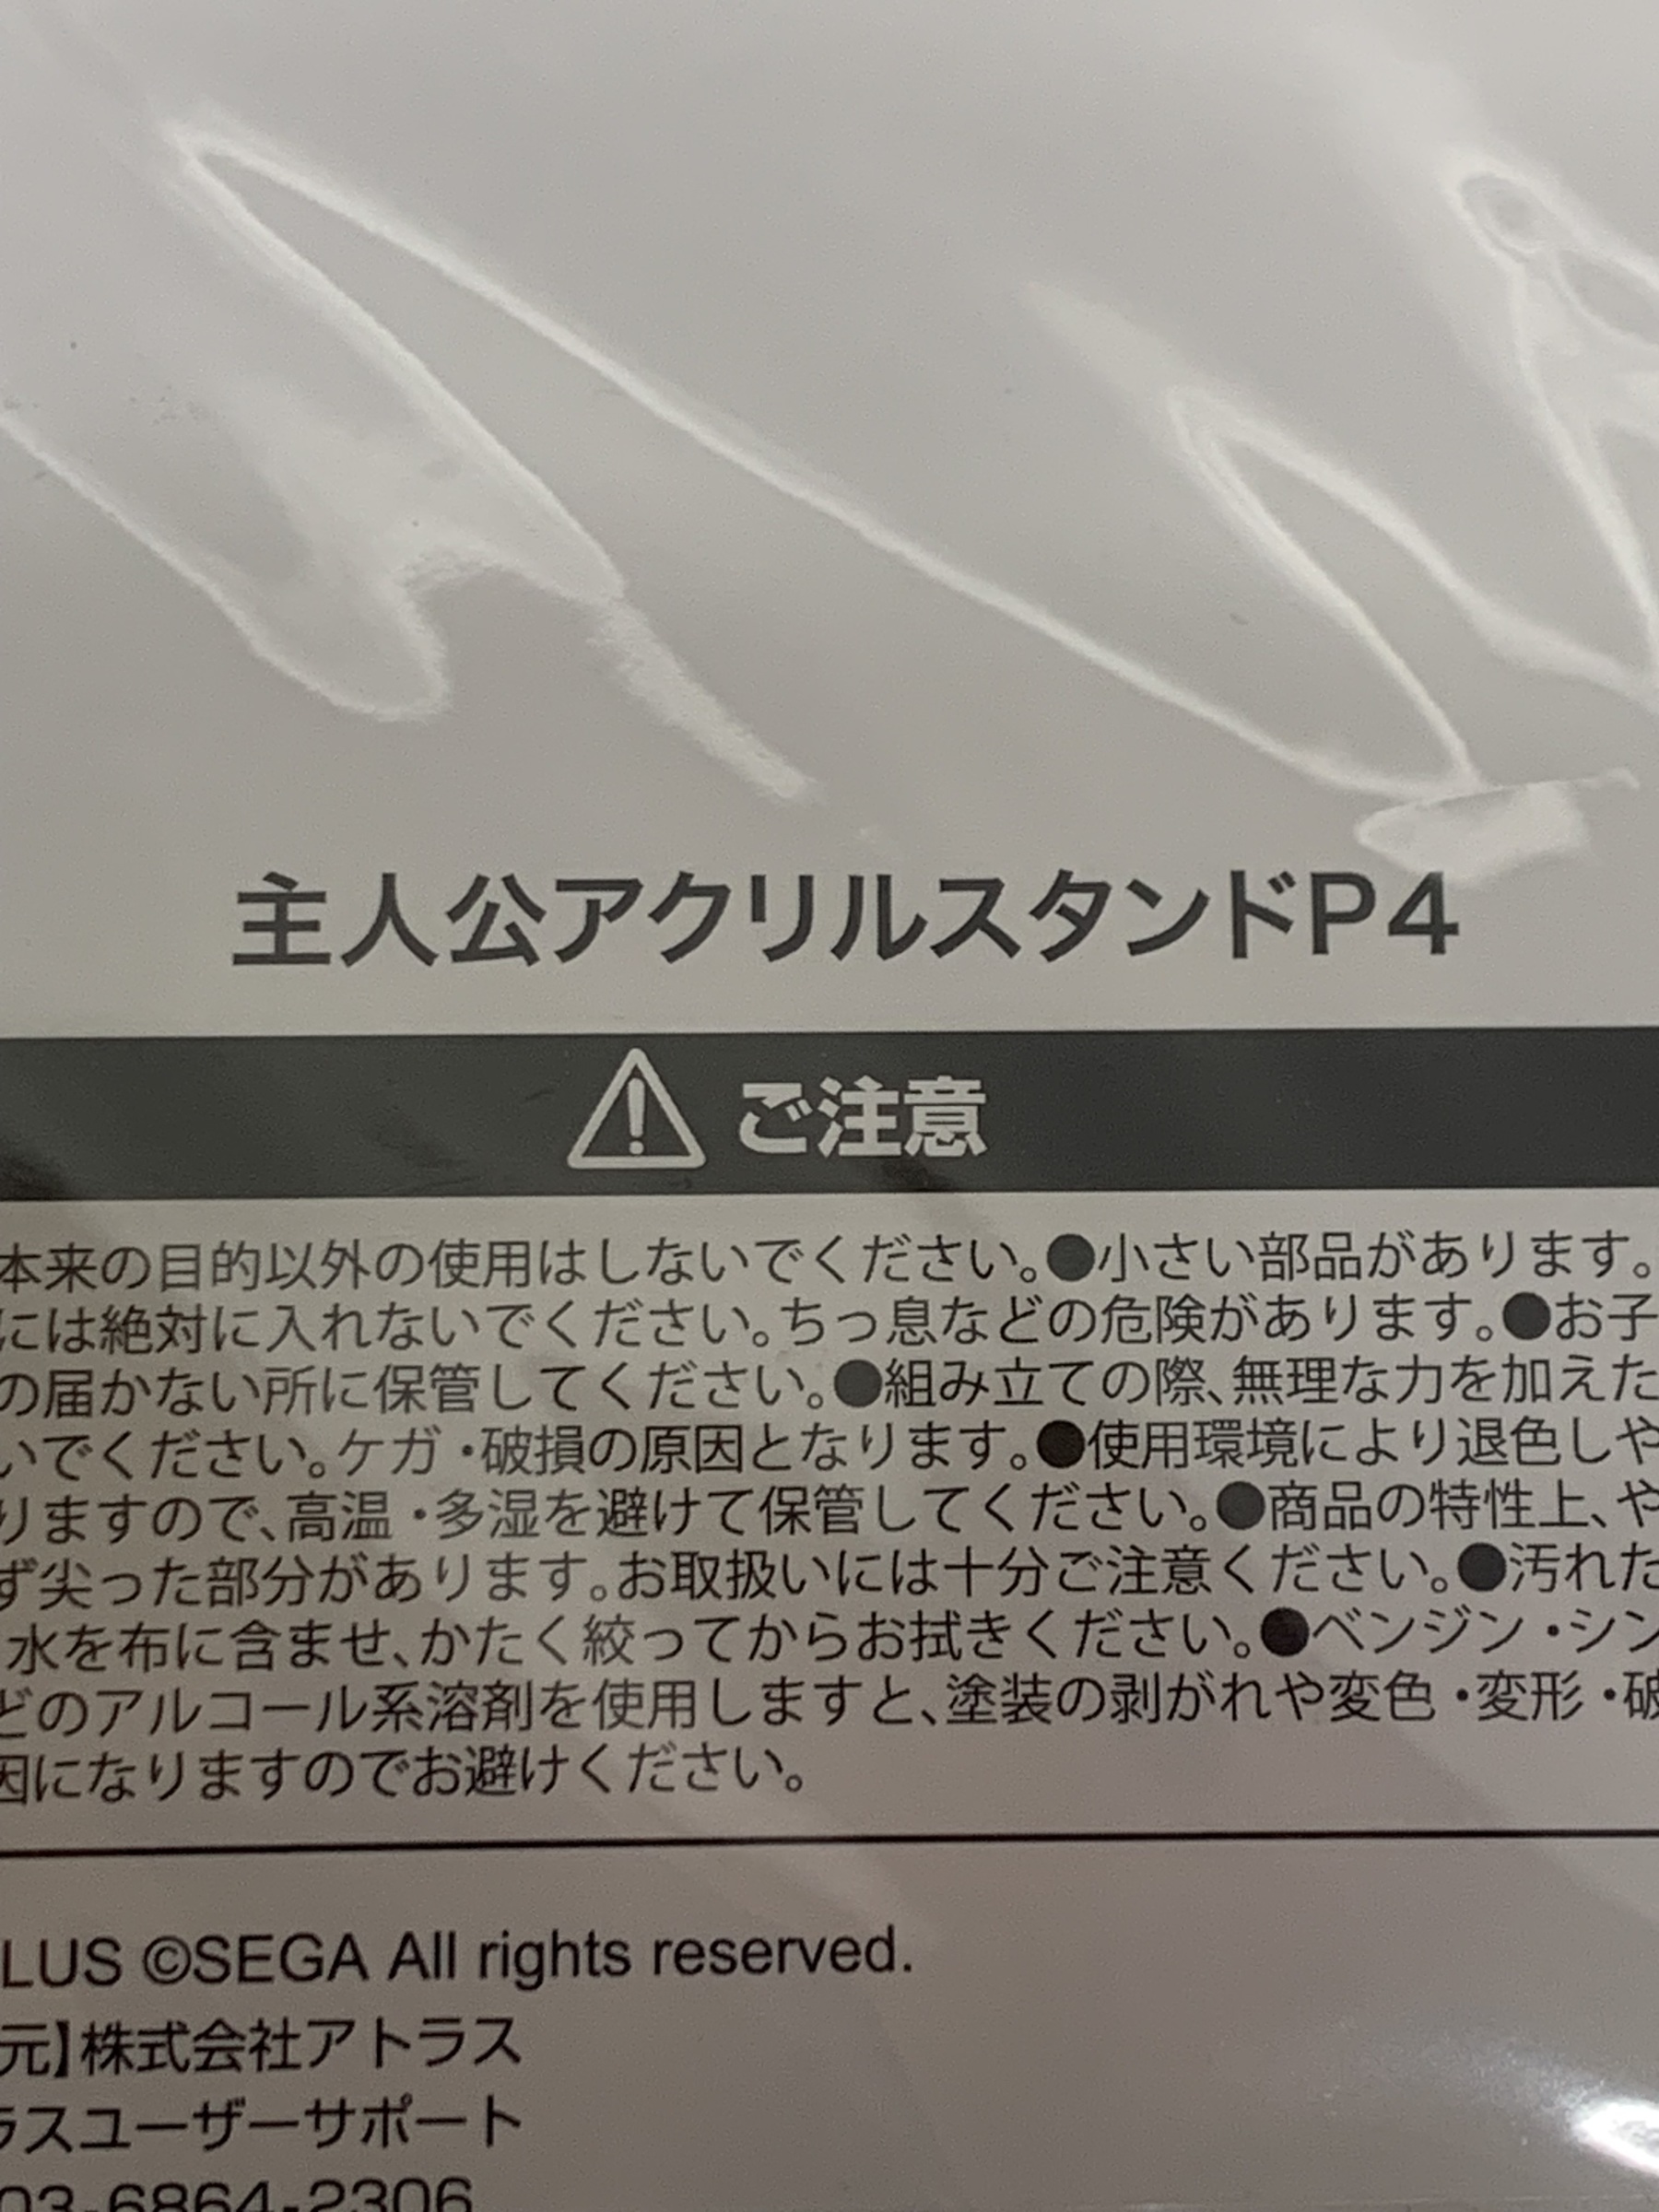 主人公アクリルスタンドP4
ご注意
本来の目的以外の使用はしないでください。●小さい部品があります。
には絶対に入れないでください。ちっ息などの危険があります。●お子
の届かない所に保管してください。●組み立ての際、無理な力を加えた
いでください。ケガ・破損の原因となります。●使用環境により退色しや
りますので、高温・多湿を避けて保管してください。●商品の特性上、や
ず尖った部分があります。お取扱いには十分ご注意ください。●汚れた
水を布に含ませ、かたく絞ってからお拭きください。●ベンジン・シン
どのアルコール系溶剤を使用しますと、塗装の剥がれや変色・変形・破
因になりますのでお避けください。
LUS ©SEGA All rights reserved.
元】株式会社アトラス
ラスユーザーサポート
03-6864-2306